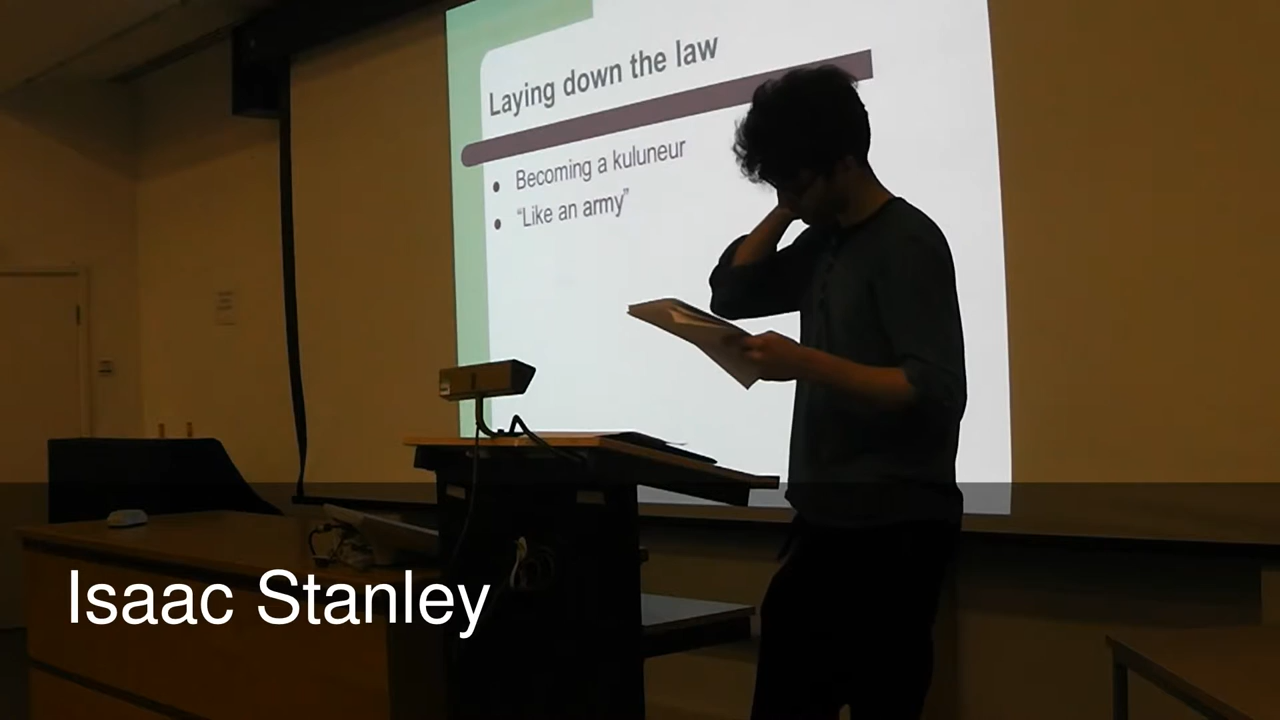 Laying down the law
Becoming a kuluneur
“Like an army”
Isaac Stanley